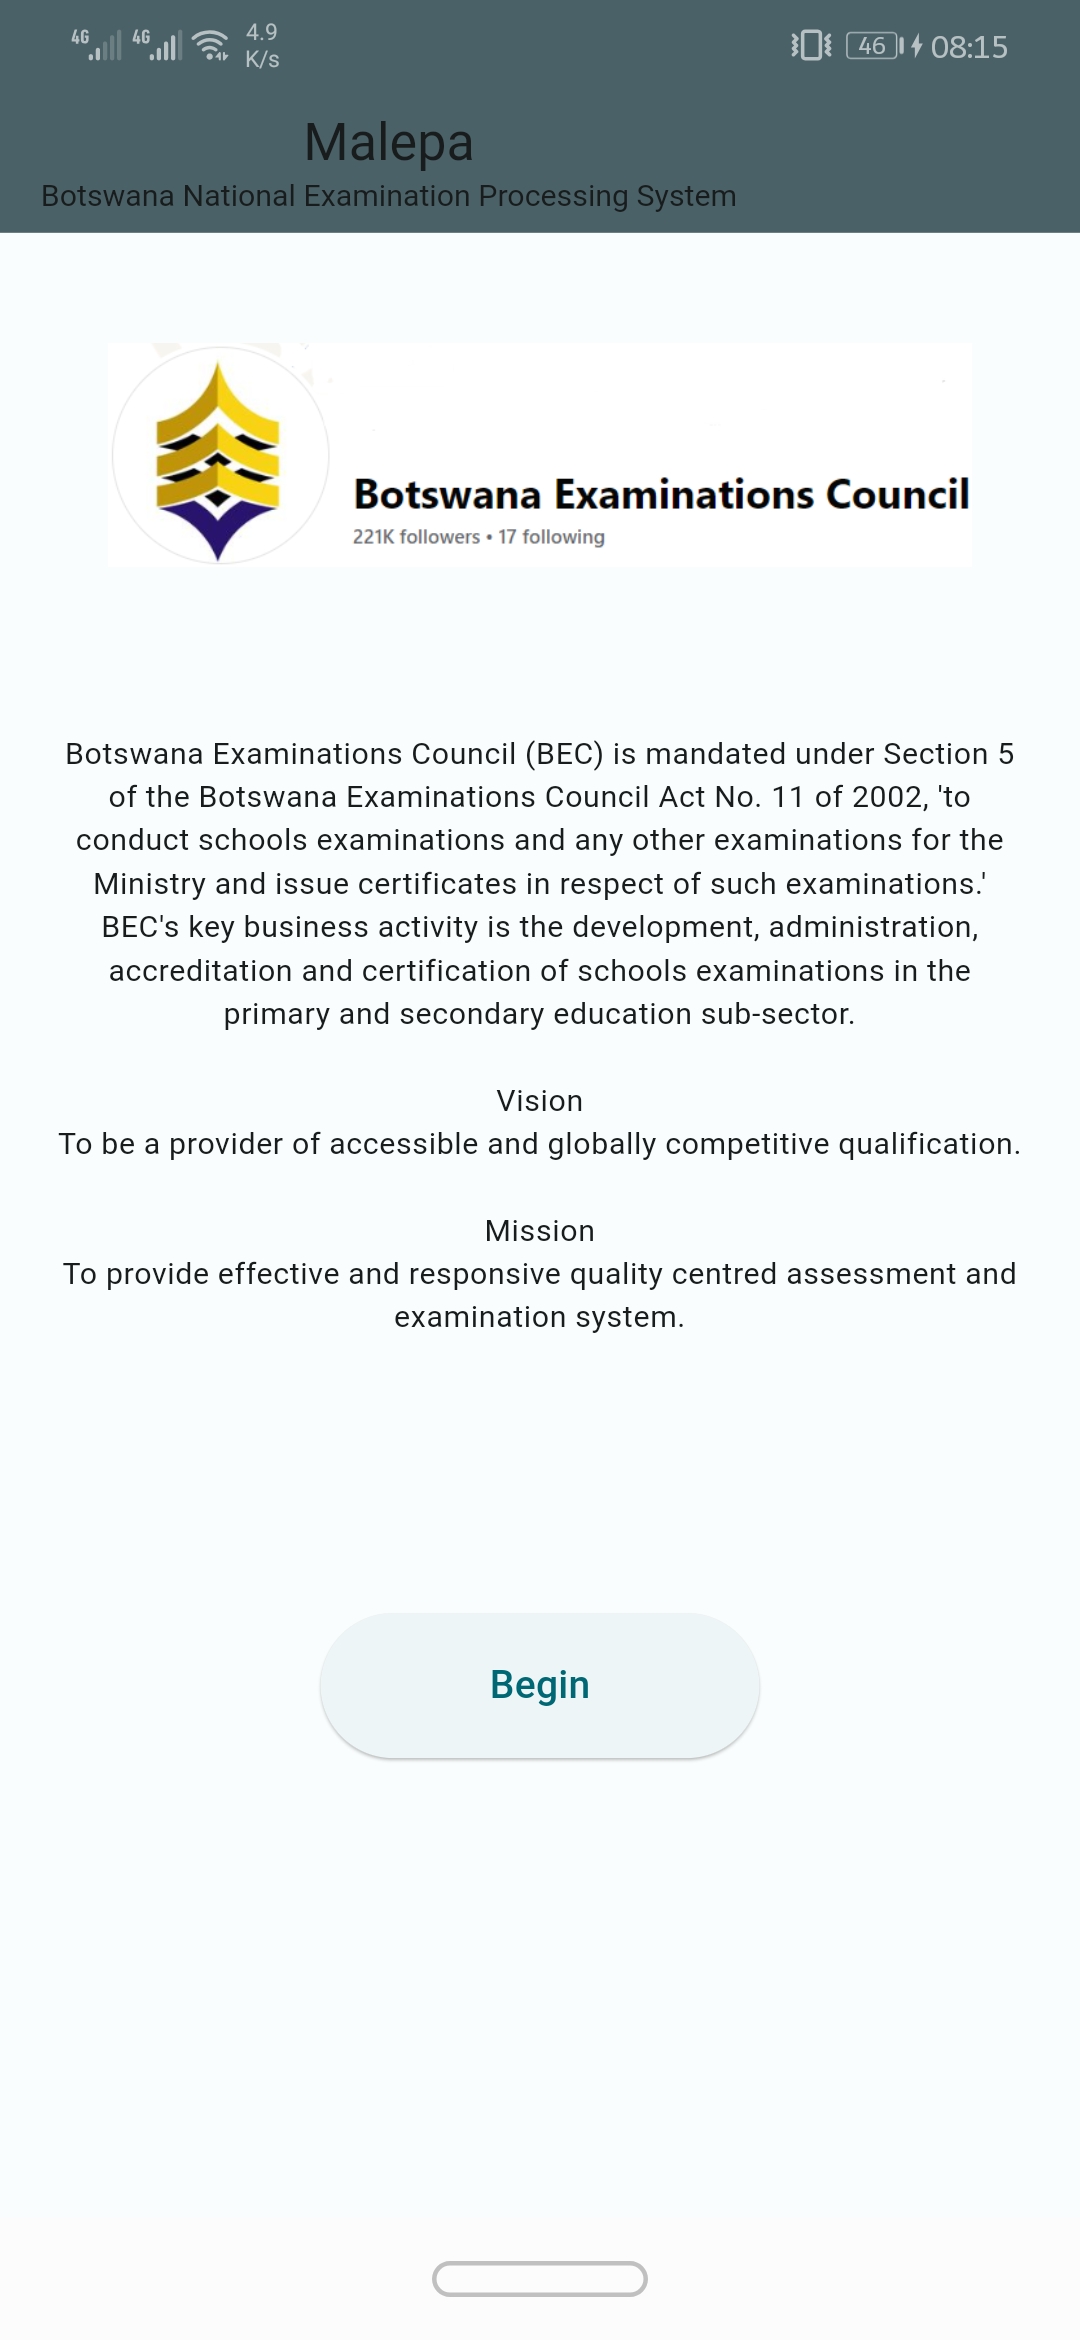 4G 4G 4.9 K/s 46 08:15
Malepa
Botswana National Examination Processing System
Botswana Examinations Council
221K followers • 17 following
Botswana Examinations Council (BEC) is mandated under Section 5
of the Botswana Examinations Council Act No. 11 of 2002, 'to
conduct schools examinations and any other examinations for the
Ministry and issue certificates in respect of such examinations.'
BEC's key business activity is the development, administration,
accreditation and certification of schools examinations in the
primary and secondary education sub-sector.
Vision
To be a provider of accessible and globally competitive qualification.
Mission
To provide effective and responsive quality centred assessment and
examination system.
Begin